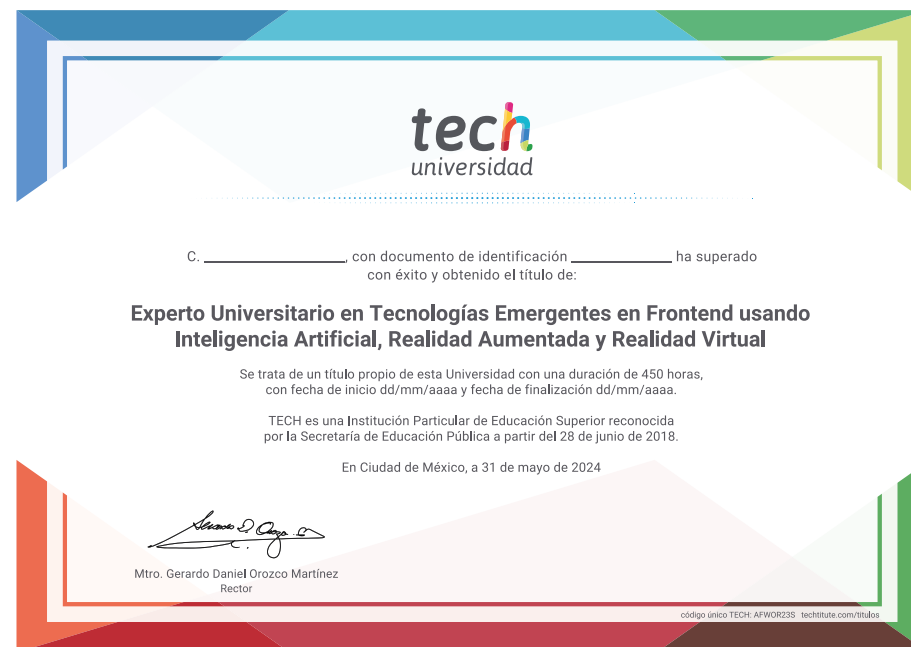 tech
universidad
C. ____________, con documento de identificación ____________ ha superado
con éxito y obtenido el título de:
Experto Universitario en Tecnologías Emergentes en Frontend usando
Inteligencia Artificial, Realidad Aumentada y Realidad Virtual
Se trata de un título propio de esta Universidad con una duración de 450 horas,
con fecha de inicio dd/mm/aaaa y fecha de finalización dd/mm/aaaa.
TECH es una Institución Particular de Educación Superior reconocida
por la Secretaría de Educación Pública a partir del 28 de junio de 2018.
En Ciudad de México, a 31 de mayo de 2024
Mtro. Gerardo Daniel Orozco Martínez
Rector
código único TECH: AFWOR23S techtitute.com/titulos